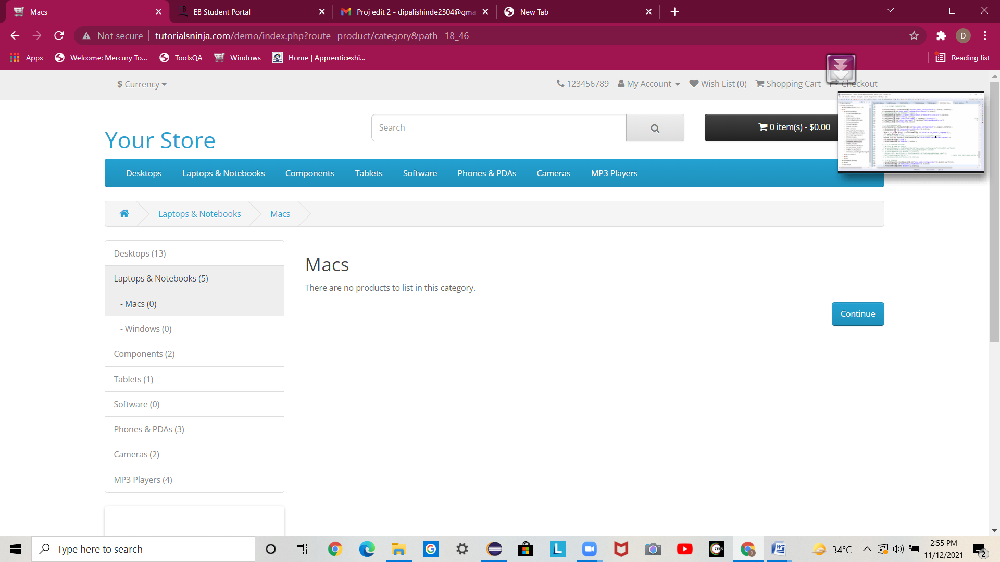 Macs
EB Student Portal
Proj edit 2 - dipalishinde2304@gma
New Tab
Not secure
tutorialsninja.com/demo/index.php?route=product/category&path=18_46
D
Apps
Welcome: Mercury To...
ToolsQA
Windows
Home | Apprenticeshi...
Reading list
$ Currency
123456789
My Account
Wish List (0)
Shopping Cart
Checkout
Your Store
Search
0 item(s) - $0.00
Desktops
Laptops & Notebooks
Components
Tablets
Software
Phones & PDAs
Cameras
MP3 Players
Laptops & Notebooks
Macs
Desktops (13)
Laptops & Notebooks (5)
- Macs (0)
- Windows (0)
Components (2)
Tablets (1)
Software (0)
Phones & PDAs (3)
Cameras (2)
MP3 Players (4)
Macs
There are no products to list in this category.
Continue
Type here to search
34°C
2:55 PM
11/12/2021
2